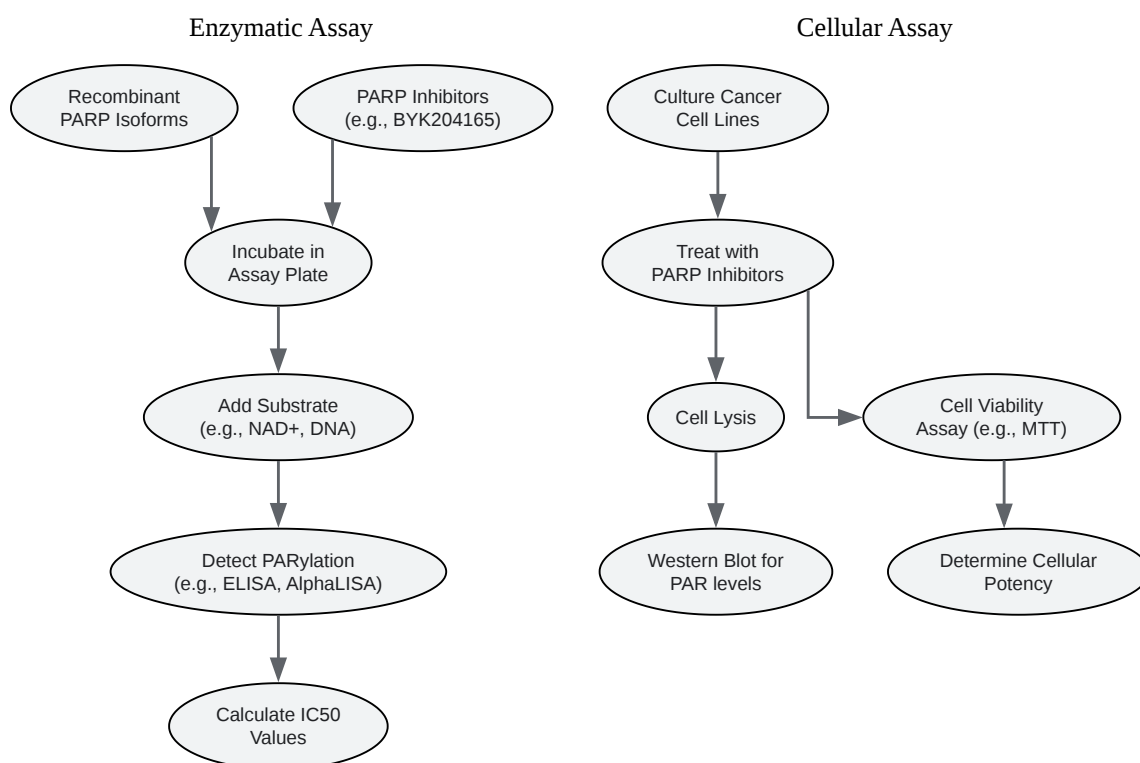 Enzymatic Assay
Recombinant
PARP Isoforms
PARP Inhibitors
(e.g., BYK204165)
Incubate in
Assay Plate
Add Substrate
(e.g., NAD+, DNA)
Detect PARylation
(e.g., ELISA, AlphaLISA)
Calculate IC50
Values
Cellular Assay
Culture Cancer
Cell Lines
Treat with
PARP Inhibitors
Cell Lysis
Cell Viability
Assay (e.g., MTT)
Western Blot for
PAR levels
Determine Cellular
Potency